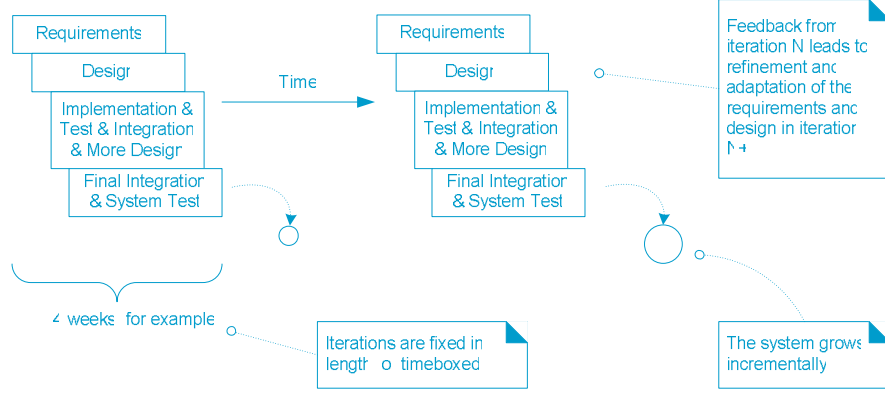 Requirements
Design
Implementation &
Test & Integration
& More Design
Final Integration
& System Test
Time
Requirements
Design
Implementation &
Test & Integration
& More Design
Final Integration
& System Test
Feedback from
iteration N leads to
refinement and
adaptation of the
requirements and
design in iteration
N+
4 weeks for example
Iterations are fixed in
length o timeboxed
The system grows
incrementally